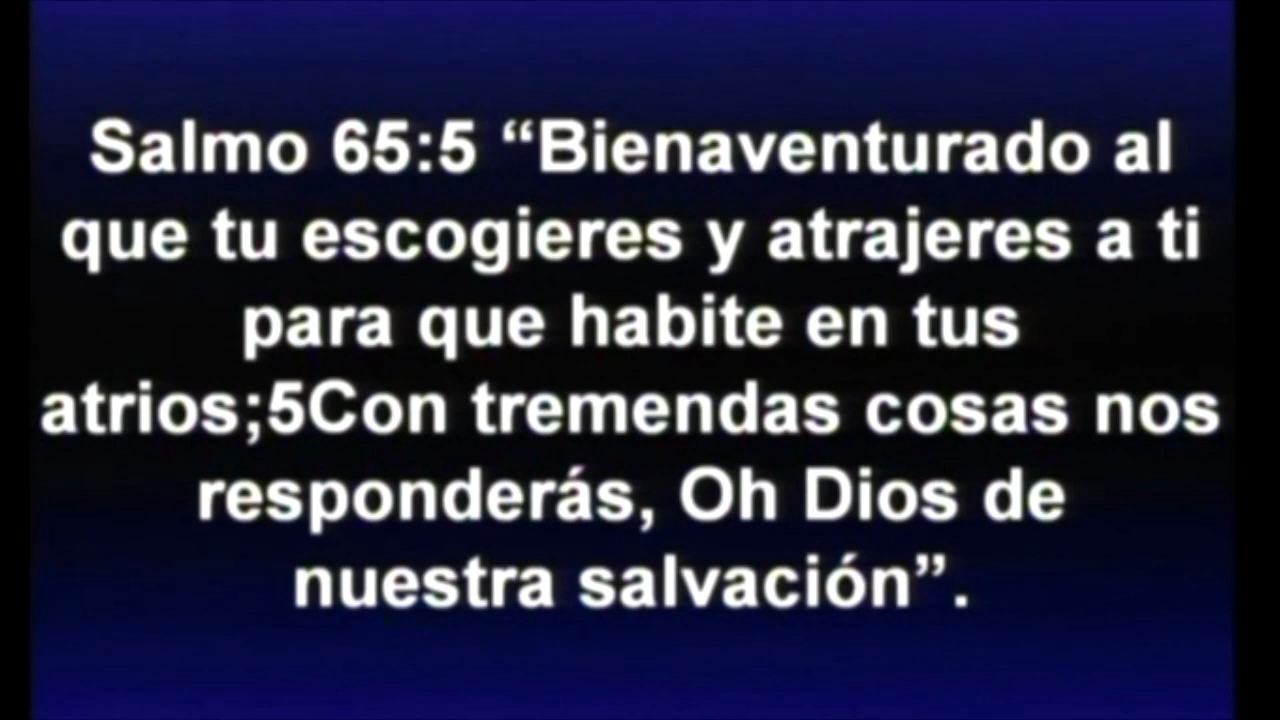 Salmo 65:5 “Bienaventurado al
que tu escogieres y atrajeres a ti
para que habite en tus
atrios;5Con tremendas cosas nos
responderás, Oh Dios de
nuestra salvación”.